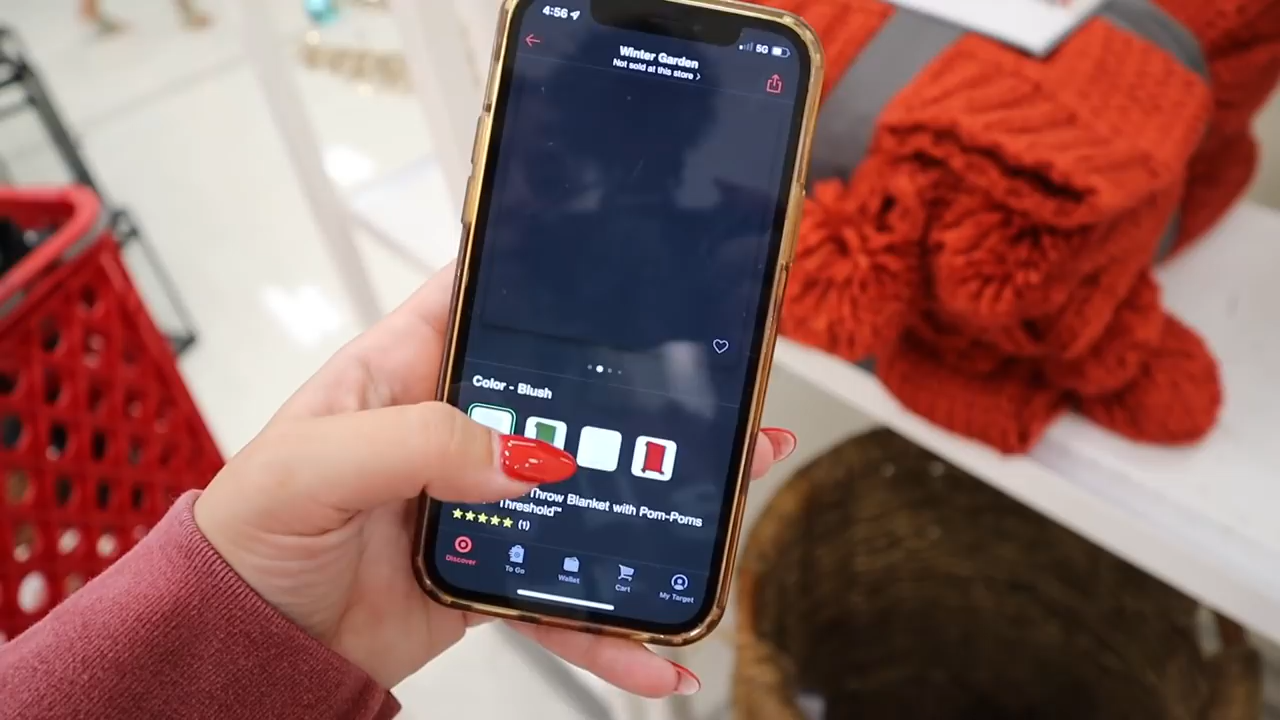 4:56
5G
Winter Garden
Not sold at this store >
Color - Blush
Throw Blanket with Pom-Poms
Threshold™
(1)
Discover
To Go
Wallet
Cart
My Target